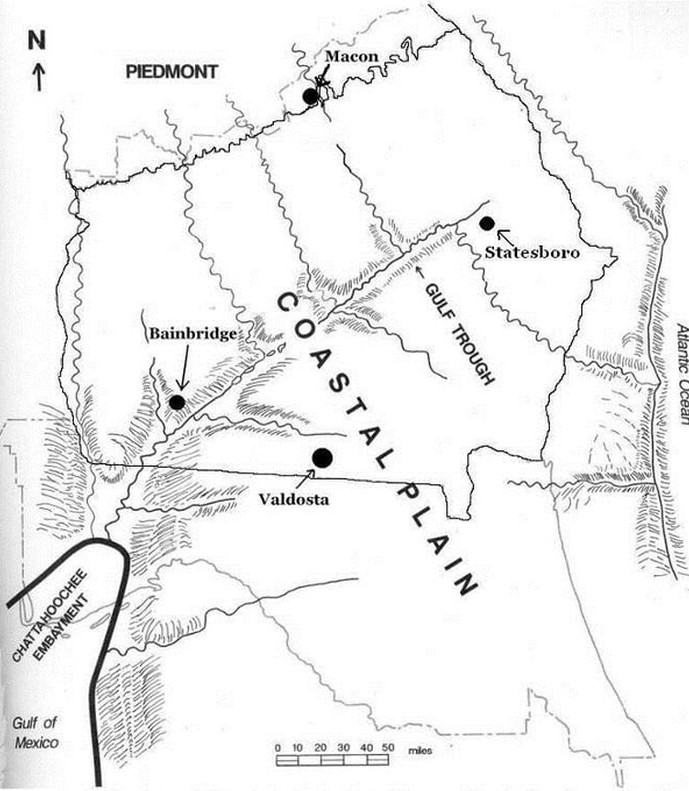 N
PIEDMONT
Macon
Statesboro
GULF TROUGH
Bainbridge
COASTAL PLAIN
Atlantic Ocean
Valdosta
CHATTAHOOCHEE
EMBAYMENT
Gulf of
Mexico
0 10 20 30 40 50 miles